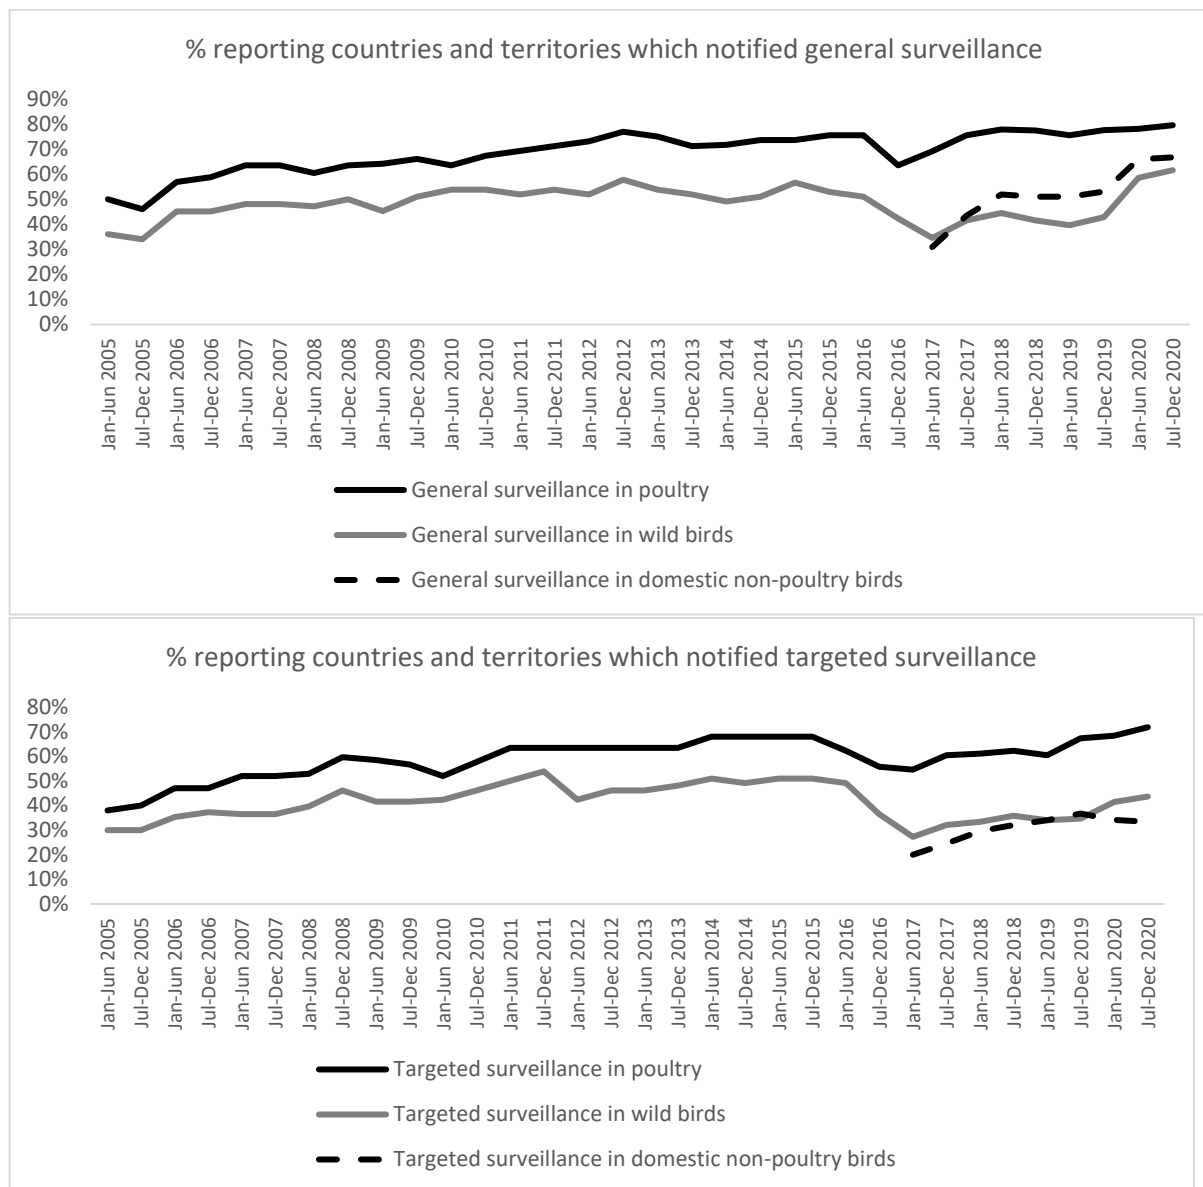 % reporting countries and territories which notified general surveillance
90%
80%
70%
60%
50%
40%
30%
20%
10%
0%
Jan-Jun 2005
Jul-Dec 2005
Jan-Jun 2006
Jul-Dec 2006
Jan-Jun 2007
Jul-Dec 2007
Jan-Jun 2008
Jul-Dec 2008
Jan-Jun 2009
Jul-Dec 2009
Jan-Jun 2010
Jul-Dec 2010
Jan-Jun 2011
Jul-Dec 2011
Jan-Jun 2012
Jul-Dec 2012
Jan-Jun 2013
Jul-Dec 2013
Jan-Jun 2014
Jul-Dec 2014
Jan-Jun 2015
Jul-Dec 2015
Jan-Jun 2016
Jul-Dec 2016
Jan-Jun 2017
Jul-Dec 2017
Jan-Jun 2018
Jul-Dec 2018
Jan-Jun 2019
Jul-Dec 2019
Jan-Jun 2020
Jul-Dec 2020
General surveillance in poultry
General surveillance in wild birds
General surveillance in domestic non-poultry birds
% reporting countries and territories which notified targeted surveillance
80%
70%
60%
50%
40%
30%
20%
10%
0%
Jan-Jun 2005
Jul-Dec 2005
Jan-Jun 2006
Jul-Dec 2006
Jan-Jun 2007
Jul-Dec 2007
Jan-Jun 2008
Jul-Dec 2008
Jan-Jun 2009
Jul-Dec 2009
Jan-Jun 2010
Jul-Dec 2010
Jan-Jun 2011
Jul-Dec 2011
Jan-Jun 2012
Jul-Dec 2012
Jan-Jun 2013
Jul-Dec 2013
Jan-Jun 2014
Jul-Dec 2014
Jan-Jun 2015
Jul-Dec 2015
Jan-Jun 2016
Jul-Dec 2016
Jan-Jun 2017
Jul-Dec 2017
Jan-Jun 2018
Jul-Dec 2018
Jan-Jun 2019
Jul-Dec 2019
Jan-Jun 2020
Jul-Dec 2020
Targeted surveillance in poultry
Targeted surveillance in wild birds
Targeted surveillance in domestic non-poultry birds